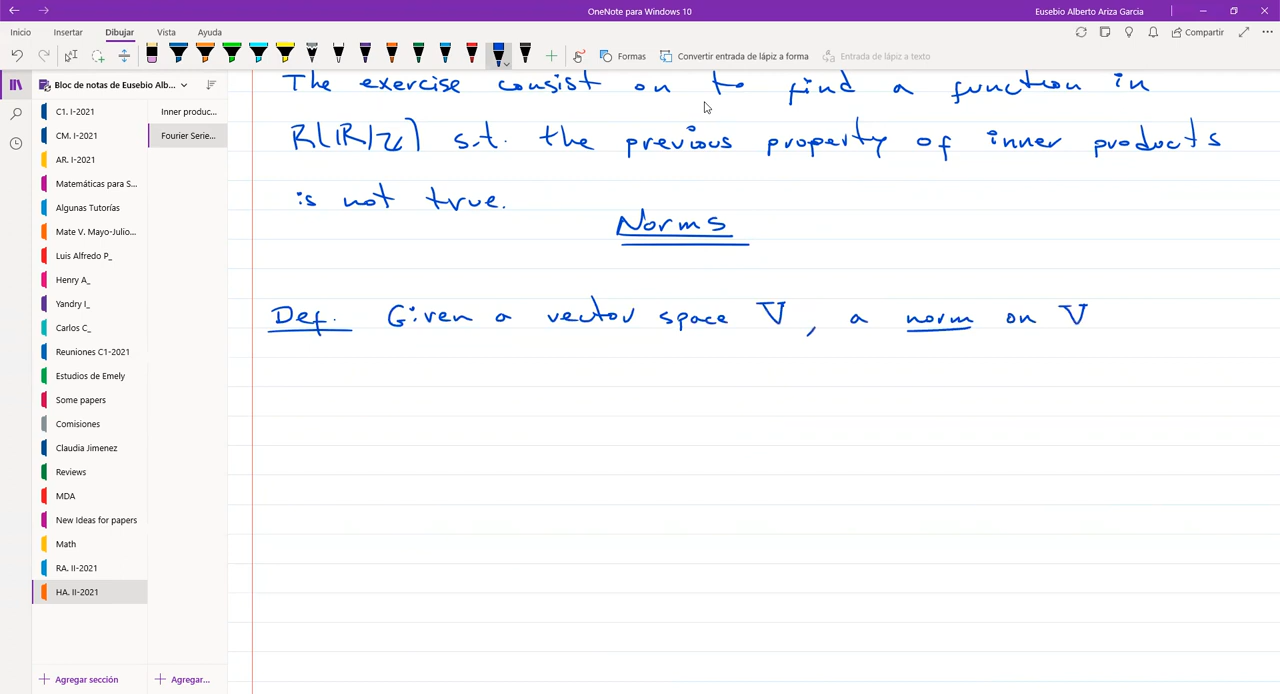 OneNote para Windows 10
Eusebio Alberto Ariza Garcia
Inicio Insertar Dibujar Vista Ayuda
Compartir
Formas
Convertir entrada de lápiz a forma
Entrada de lápiz a texto
Bloc de notas de Eusebio Alb...
C1. I-2021
CM. I-2021
AR. I-2021
Matemáticas para S...
Algunas Tutorías
Mate V. Mayo-Julio...
Luis Alfredo P_
Henry A_
Yandry I_
Carlos C_
Reuniones C1-2021
Estudios de Emely
Some papers
Comisiones
Claudia Jimenez
Reviews
MDA
New Ideas for papers
Math
RA. II-2021
HA. II-2021
Agregar sección
Inner produc...
Fourier Serie...
Agregar...
The exercise consist on to find a function in
R(ℝ/ℤ) s.t. the previous property of inner products
is not true.
Norms
Def. Given a vector space V, a norm on V